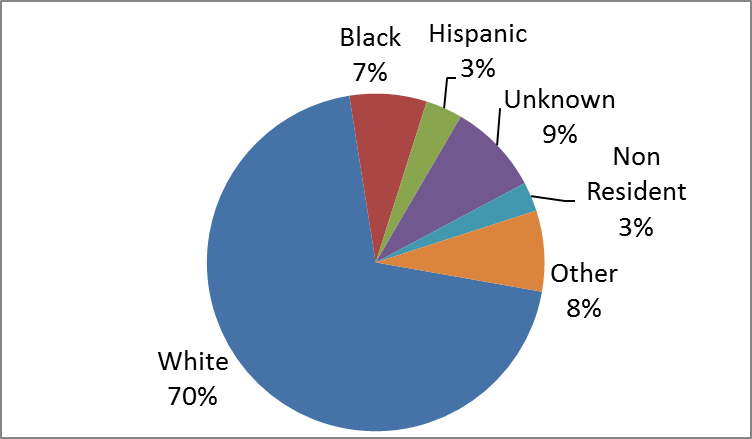 Black
7%
Hispanic
3%
Unknown
9%
Non
Resident
3%
Other
8%
White
70%